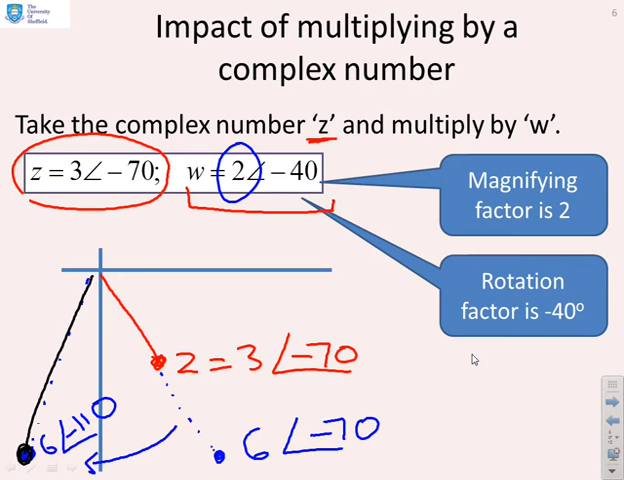 The
University
Of
Sheffield.
6
Impact of multiplying by a
complex number
Take the complex number ‘z’ and multiply by ‘w’.
z = 3∠ − 70; w = 2∠ − 40
Magnifying
factor is 2
Rotation
factor is -40º
z = 3 ∠-70
6 ∠-110
6 ∠-70